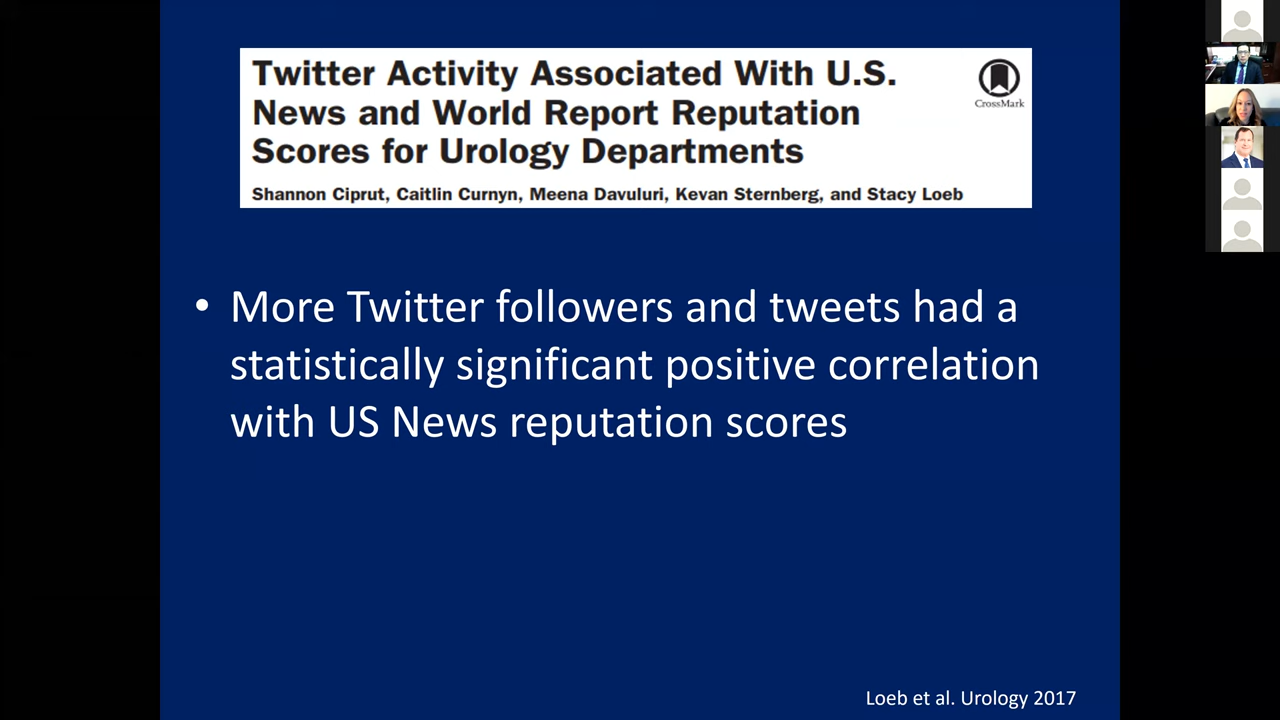 Twitter Activity Associated With U.S.
News and World Report Reputation
Scores for Urology Departments
CrossMark
Shannon Ciprut, Caitlin Curnyn, Meena Davuluri, Kevan Sternberg, and Stacy Loeb
• More Twitter followers and tweets had a
statistically significant positive correlation
with US News reputation scores
Loeb et al. Urology 2017